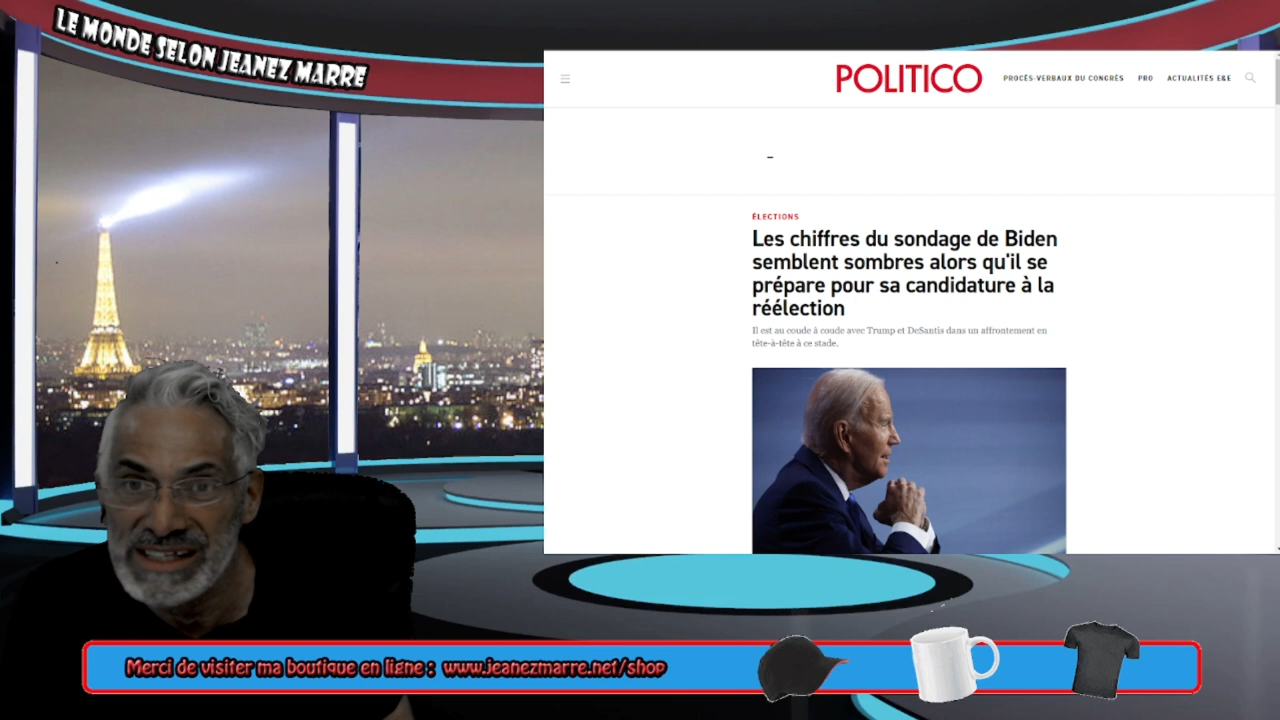 LE MONDE SELON JEANEZ MARRE
POLITICO
PROCÈS-VERBAUX DU CONGRÈS PRO ACTUALITÉS E&E
ÉLECTIONS
Les chiffres du sondage de Biden
semblent sombres alors qu'il se
prépare pour sa candidature à la
réélection
Il est au coude à coude avec Trump et DeSantis dans un affrontement en
tête-à-tête à ce stade.
Merci de visiter ma boutique en ligne : www.jeanezmarre.net/shop